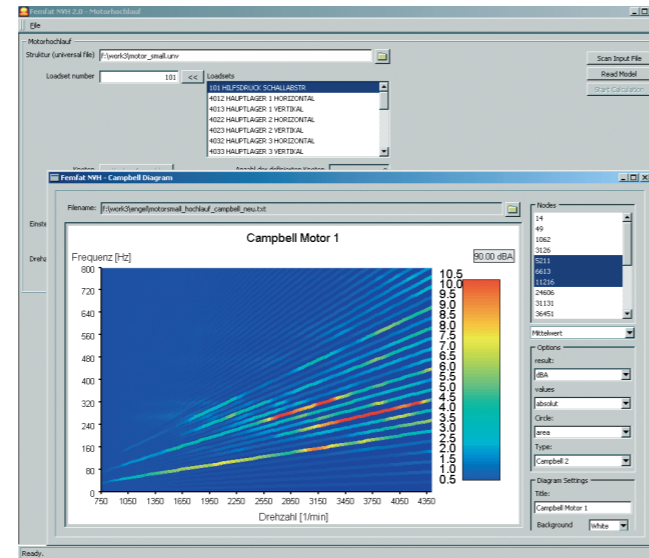 Femfat NVH 2.0 - Motorhochlauf
File
Motorhochlauf
Struktur (universal file) f:\work3\motor_small.unv
Scan Input File
Loadset number 101 << Loadsets
Read Model
101 HILFSDRUCK SCHALLABSTR
Start Calculation
4012 HAUPTLAGER 1 HORIZONTAL
4013 HAUPTLAGER 1 VERTIKAL
4022 HAUPTLAGER 2 HORIZONTAL
4023 HAUPTLAGER 2 VERTIKAL
4032 HAUPTLAGER 3 HORIZONTAL
4033 HAUPTLAGER 3 VERTIKAL
Knoten Anzahl der definierten Knoten
Femfat NVH - Campbell Diagram
Filename: f:\work3\engel\motorsmall_hochlauf_campbell_neu.txt
Nodes
14
49
1062
3126
5211
6613
11216
24606
31131
36451
Einste
Dreha
Campbell Motor 1
Frequenz [Hz]
90.00 dBA
800
720
640
560
480
400
320
240
160
80
0
10.5
10.0
9.5
9.0
8.5
8.0
7.5
7.0
6.5
6.0
5.5
5.0
4.5
4.0
3.5
3.0
2.5
2.0
1.5
1.0
0.5
750 1050 1350 1650 1950 2250 2550 2850 3150 3450 3750 4050 4350
Drehzahl [1/min]
Mittelwert
Options
result:
dBA
values
absolut
Circle:
area
Type:
Campbell 2
Diagram Settings
Title:
Campbell Motor 1
Background White
Ready.